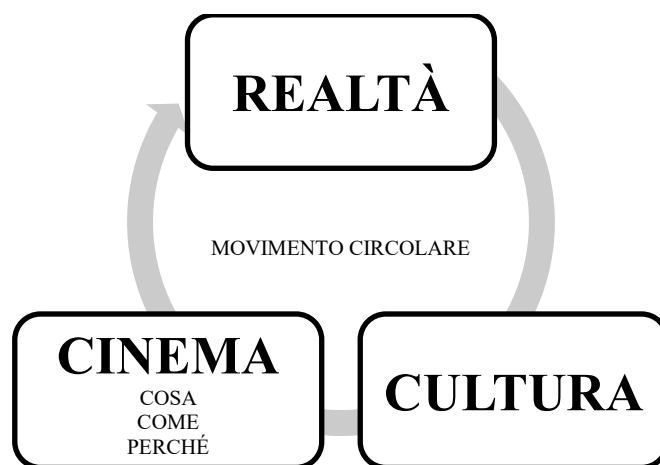 REALTÀ
MOVIMENTO CIRCOLARE
CINEMA
COSA
COME
PERCHÉ
CULTURA